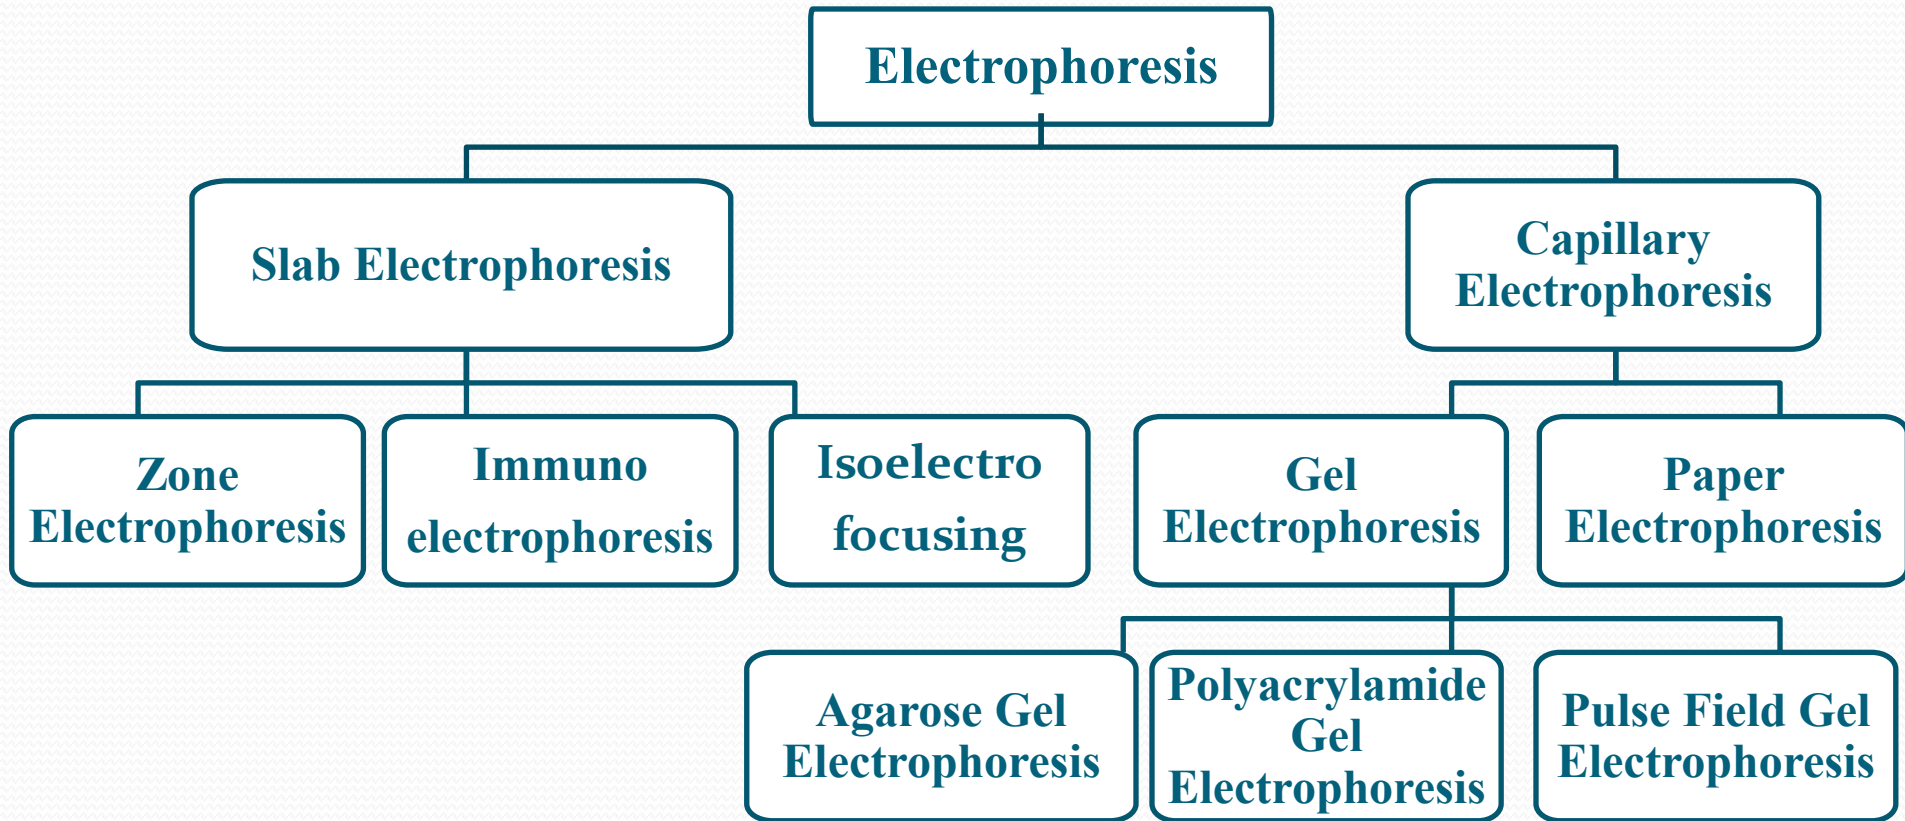 Electrophoresis
Slab Electrophoresis
Capillary
Electrophoresis
Zone
Electrophoresis
Immuno
electrophoresis
Isoelectro
focusing
Gel
Electrophoresis
Paper
Electrophoresis
Agarose Gel
Electrophoresis
Polyacrylamide
Gel
Electrophoresis
Pulse Field Gel
Electrophoresis